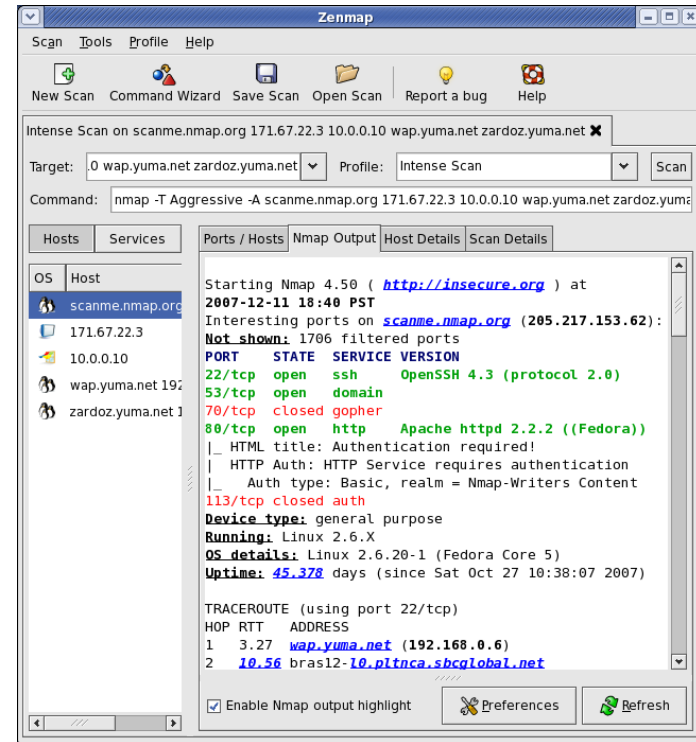 Zenmap
Scan Tools Profile Help
New Scan Command Wizard Save Scan Open Scan Report a bug Help
Intense Scan on scanme.nmap.org 171.67.22.3 10.0.0.10 wap.yuma.net zardoz.yuma.net
Target: .0 wap.yuma.net zardoz.yuma.net Profile: Intense Scan Scan
Command: nmap -T Aggressive -A scanme.nmap.org 171.67.22.3 10.0.0.10 wap.yuma.net zardoz.yuma
Hosts Services Ports / Hosts Nmap Output Host Details Scan Details
OS Host
scanme.nmap.org
171.67.22.3
10.0.0.10
wap.yuma.net 192
zardoz.yuma.net 1
Starting Nmap 4.50 ( http://insecure.org ) at
2007-12-11 18:40 PST
Interesting ports on scanme.nmap.org (205.217.153.62):
Not shown: 1706 filtered ports
PORT STATE SERVICE VERSION
22/tcp open ssh OpenSSH 4.3 (protocol 2.0)
53/tcp open domain
70/tcp closed gopher
80/tcp open http Apache httpd 2.2.2 ((Fedora))
|_ HTML title: Authentication required!
| HTTP Auth: HTTP Service requires authentication
|_ Auth type: Basic, realm = Nmap-Writers Content
113/tcp closed auth
Device type: general purpose
Running: Linux 2.6.X
OS details: Linux 2.6.20-1 (Fedora Core 5)
Uptime: 45.378 days (since Sat Oct 27 10:38:07 2007)
TRACEROUTE (using port 22/tcp)
HOP RTT ADDRESS
1 3.27 wap.yuma.net (192.168.0.6)
2 10.56 bras12-l0.pltnca.sbcglobal.net
Enable Nmap output highlight Preferences Refresh